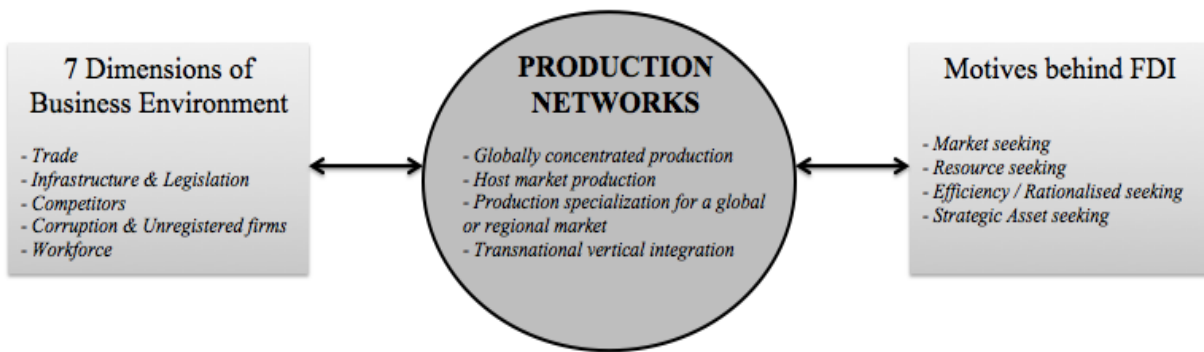 7 Dimensions of
Business Environment
- Trade
- Infrastructure & Legislation
- Competitors
- Corruption & Unregistered firms
- Workforce
PRODUCTION
NETWORKS
- Globally concentrated production
- Host market production
- Production specialization for a global
or regional market
- Transnational vertical integration
Motives behind FDI
- Market seeking
- Resource seeking
- Efficiency / Rationalised seeking
- Strategic Asset seeking